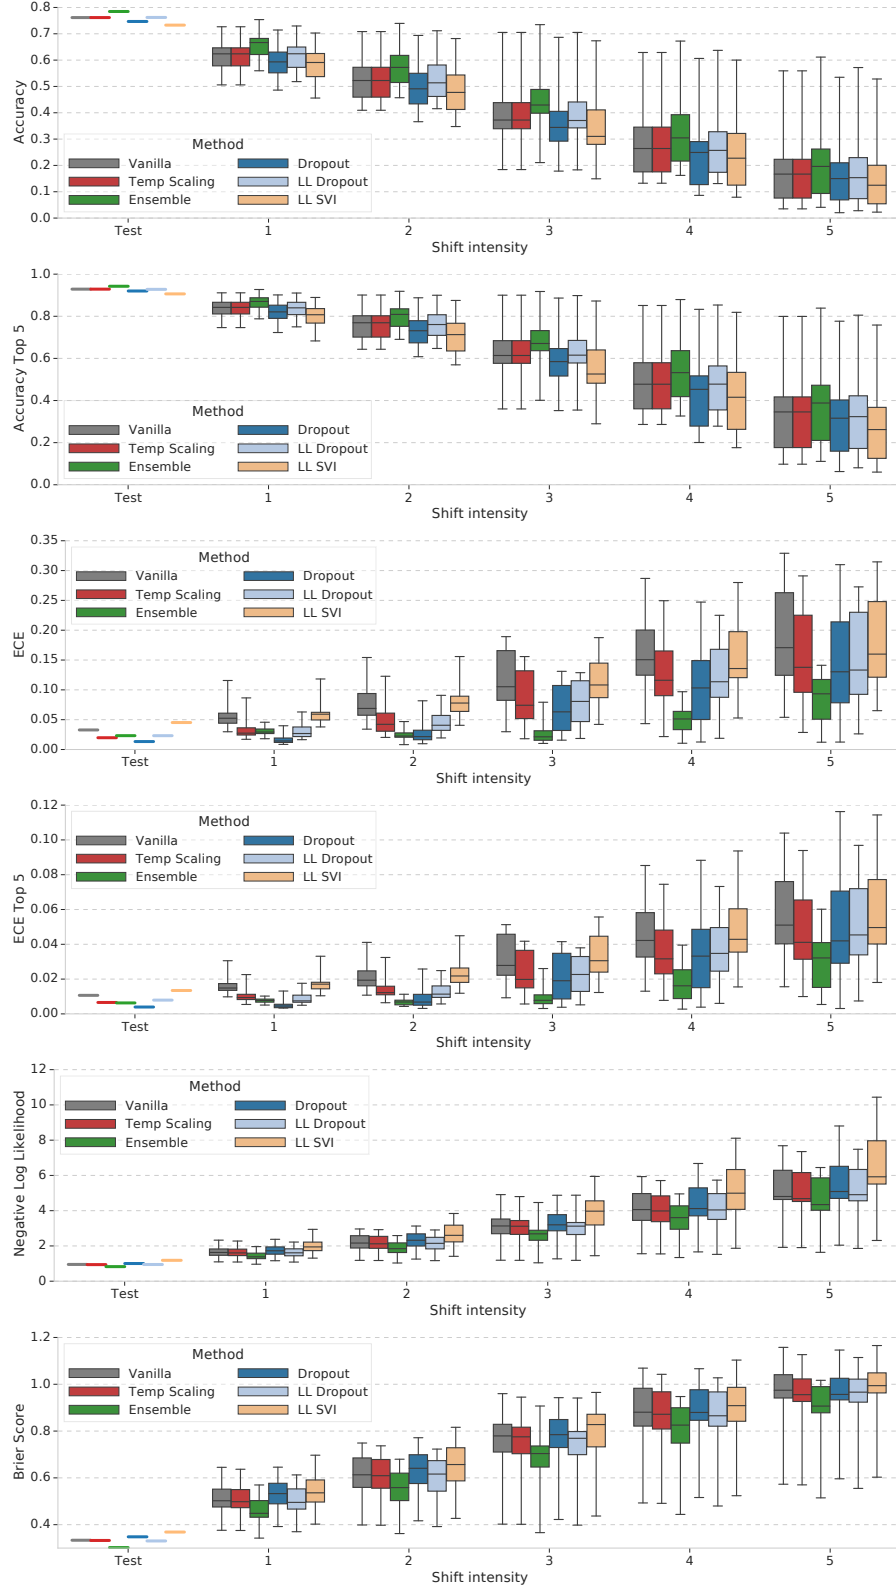 0.8
0.7
0.6
0.5
0.4
0.3
0.2
0.1
0.0
Accuracy
Method
Vanilla Dropout
Temp Scaling LL Dropout
Ensemble LL SVI
Test 1 2 3 4 5
Shift intensity
1.0
0.8
0.6
0.4
0.2
0.0
Accuracy Top 5
Method
Vanilla Dropout
Temp Scaling LL Dropout
Ensemble LL SVI
Test 1 2 3 4 5
Shift intensity
0.35
0.30
0.25
0.20
0.15
0.10
0.05
0.00
ECE
Method
Vanilla Dropout
Temp Scaling LL Dropout
Ensemble LL SVI
Test 1 2 3 4 5
Shift intensity
0.12
0.10
0.08
0.06
0.04
0.02
0.00
ECE Top 5
Method
Vanilla Dropout
Temp Scaling LL Dropout
Ensemble LL SVI
Test 1 2 3 4 5
Shift intensity
12
10
8
6
4
2
0
Negative Log Likelihood
Method
Vanilla Dropout
Temp Scaling LL Dropout
Ensemble LL SVI
Test 1 2 3 4 5
Shift intensity
1.2
1.0
0.8
0.6
0.4
Brier Score
Method
Vanilla Dropout
Temp Scaling LL Dropout
Ensemble LL SVI
Test 1 2 3 4 5
Shift intensity